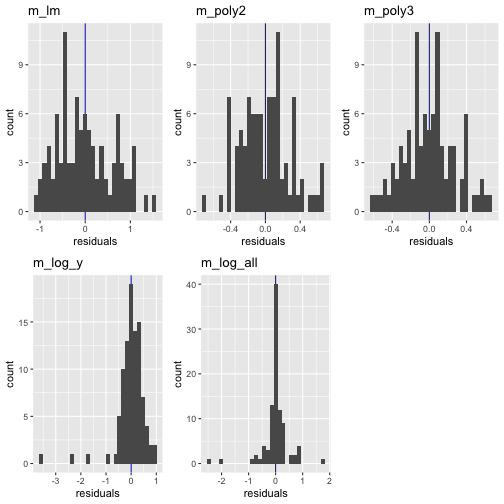 m_lm
count
9
6
3
0
-1
0
1
residuals
m_poly2
count
9
6
3
0
-0.4
0.0
0.4
residuals
m_poly3
count
9
6
3
0
-0.4
0.0
0.4
residuals
m_log_y
count
15
10
5
0
-3
-2
-1
0
1
residuals
m_log_all
count
40
30
20
10
0
-2
-1
0
1
2
residuals